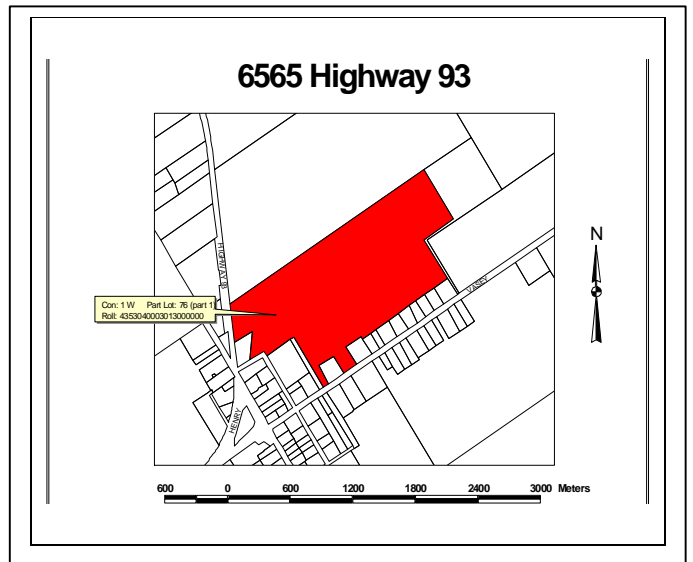 6565 Highway 93
HIGHWAY 93
Con: 1 W Part Lot: 76 (part 1)
Roll: 4353040003013000000
VASEY
HENRY
N
600 0 600 1200 1800 2400 3000 Meters